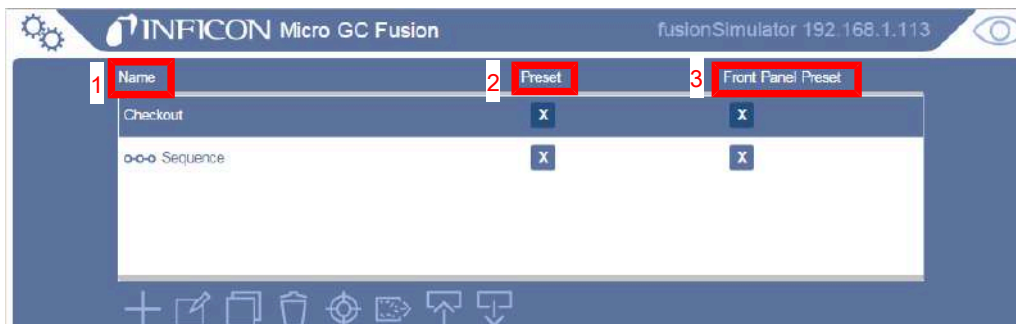 INFICON Micro GC Fusion fusionSimulator 192.168.1.113
1 Name 2 Preset 3 Front Panel Preset
Checkout X X
Sequence X X